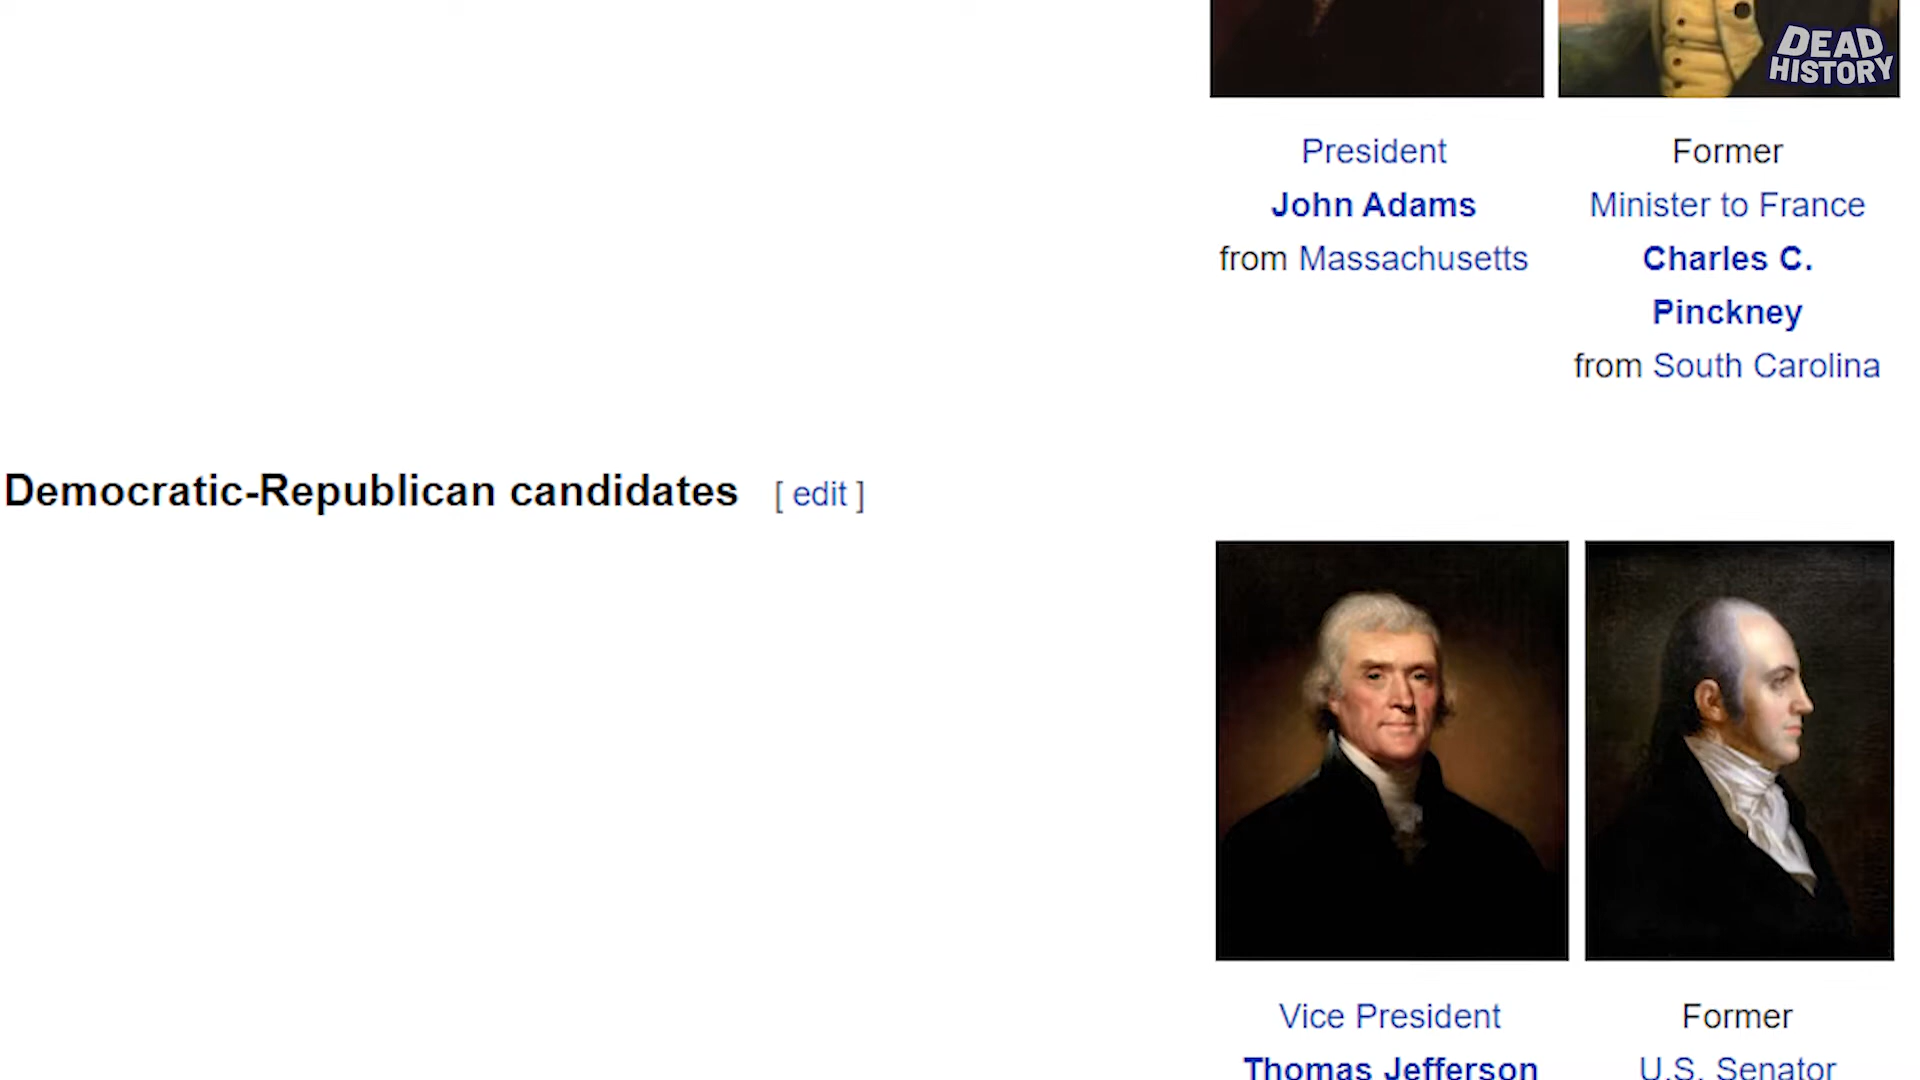 DEAD
HISTORY
President
John Adams
from Massachusetts
Former
Minister to France
Charles C.
Pinckney
from South Carolina
Democratic-Republican candidates [ edit ]
Vice President
Thomas Jefferson
Former
U.S. Senator